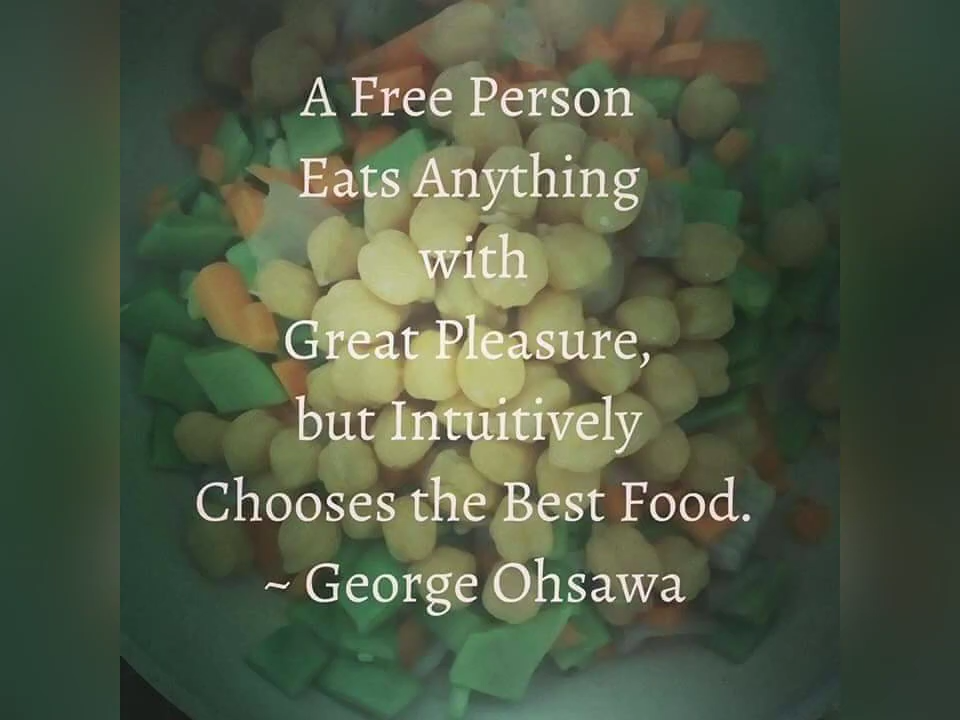 A Free Person
Eats Anything
with
Great Pleasure,
but Intuitively
Chooses the Best Food.
~ George Ohsawa